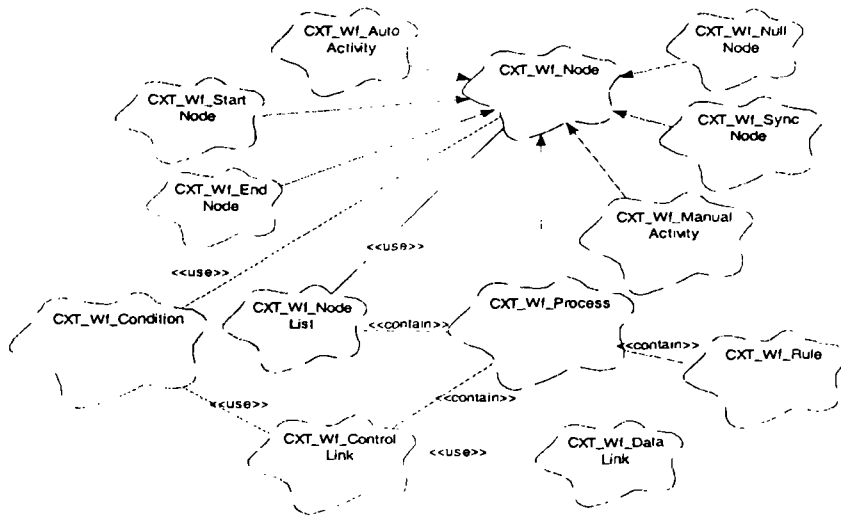 CXT_Wf_Auto
Activity
CXT_Wf_Null
Node
CXT_Wf_Node
CXT_Wf_Start
Node
CXT_Wf_Sync
Node
CXT_Wf_End
Node
CXT_Wf_Manual
Activity
<<use>>
<<use>>
CXT_Wf_Condition
CXT_Wf_Node
List
<<contain>>
CXT_Wf_Process
<<contain>>
CXT_Wf_Rule
<<use>>
<<contain>>
CXT_Wf_Control
Link
<<use>>
CXT_Wf_Data
Link